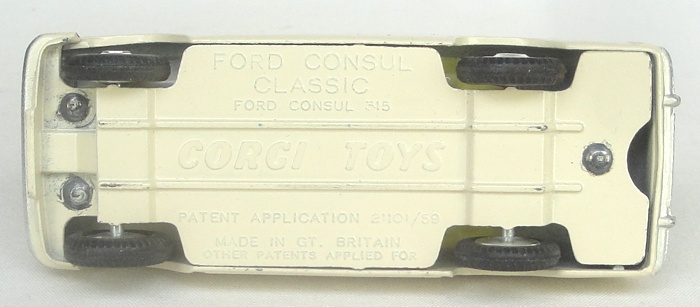 FORD CONSUL
CLASSIC
FORD CONSUL 315
CORGI TOYS
PATENT APPLICATION 21101/59
MADE IN GT. BRITAIN
OTHER PATENTS APPLIED FOR